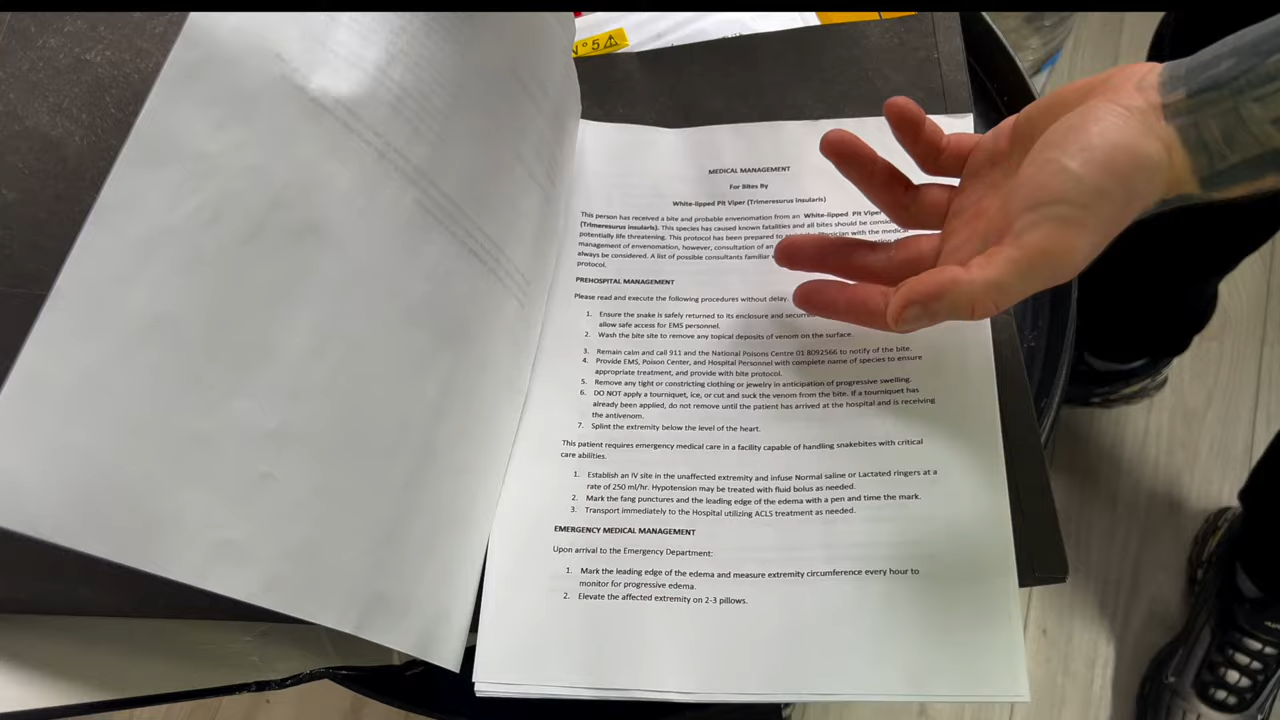 N°5
MEDICAL MANAGEMENT
For Bites By
White-lipped Pit Viper (Trimeresurus insularis)
This person has received a bite and probable envenomation from an White-lipped Pit Viper
(Trimeresurus insularis). This species has caused known fatalities and all bites should be
potentially life threatening. This protocol has been prepared to physician with the medical
management of envenomation, however, consultation of an
always be considered. A list of possible consultants familiar
protocol.
PREHOSPITAL MANAGEMENT
Please read and execute the following procedures without delay.
1. Ensure the snake is safely returned to its enclosure and
allow safe access for EMS personnel.
2. Wash the bite site to remove any topical deposits of venom on the surface.
3. Remain calm and call 911 and the National Poisons Centre 01 8092566 to notify of the bite.
4. Provide EMS, Poison Center, and Hospital Personnel with complete name of species to ensure
appropriate treatment, and provide with bite protocol.
5. Remove any tight or constricting clothing or jewelry in anticipation of progressive swelling.
6. DO NOT apply a tourniquet, ice, or cut and suck the venom from the bite. If a tourniquet has
already been applied, do not remove until the patient has arrived at the hospital and is receiving
the antivenom.
7. Splint the extremity below the level of the heart.
This patient requires emergency medical care in a facility capable of handling snakebites with critical
care abilities.
1. Establish an IV site in the unaffected extremity and infuse Normal saline or Lactated ringers at a
rate of 250 ml/hr. Hypotension may be treated with fluid bolus as needed.
2. Mark the fang punctures and the leading edge of the edema with a pen and time the mark.
3. Transport immediately to the Hospital utilizing ACLS treatment as needed.
EMERGENCY MEDICAL MANAGEMENT
Upon arrival to the Emergency Department:
1. Mark the leading edge of the edema and measure extremity circumference every hour to
monitor for progressive edema.
2. Elevate the affected extremity on 2-3 pillows.